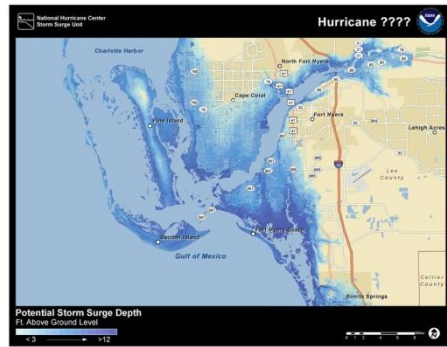 National Hurricane Center
Storm Surge Unit
Hurricane ????
NOAA
Charlotte Harbor
North Fort Myers
Cape Coral
Pine Island
Fort Myers
Lehigh Acres
Lee
County
Sanibel Island
Fort Myers Beach
Gulf of Mexico
Collier
County
Bonita Springs
Potential Storm Surge Depth
Ft. Above Ground Level
< 3
>12